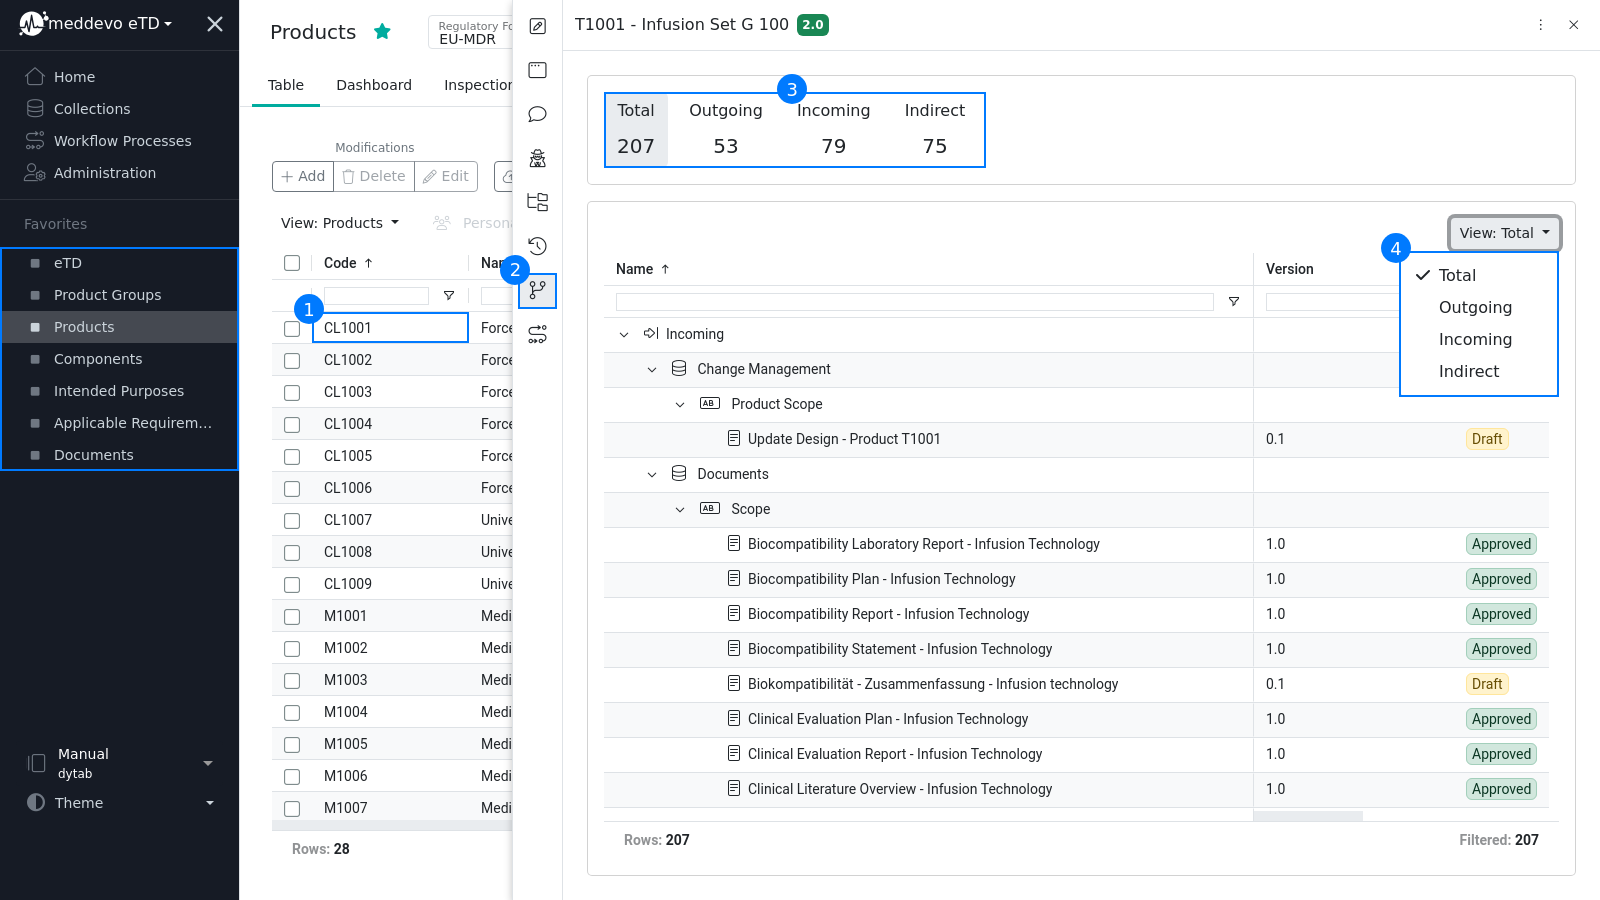 meddevo eTD
Home
Collections
Workflow Processes
Administration
Favorites
eTD
Product Groups
Products
Components
Intended Purposes
Applicable Requirem...
Documents
Manual
dytab
Theme
Products
Regulatory Fo
EU-MDR
Table Dashboard Inspection
Modifications
Add Delete Edit
View: Products Persona
Code Nam
1
CL1001 Force
CL1002 Force
CL1003 Force
CL1004 Force
CL1005 Force
CL1006 Force
CL1007 Unive
CL1008 Unive
CL1009 Unive
M1001 Medi
M1002 Medi
M1003 Medi
M1004 Medi
M1005 Medi
M1006 Medi
M1007 Medi
Rows: 28
2
T1001 - Infusion Set G 100 2.0
3
Total Outgoing Incoming Indirect
207 53 79 75
View: Total
4
Total
Outgoing
Incoming
Indirect
Name Version
Incoming
Change Management
AB Product Scope
Update Design - Product T1001 0.1 Draft
Documents
AB Scope
Biocompatibility Laboratory Report - Infusion Technology 1.0 Approved
Biocompatibility Plan - Infusion Technology 1.0 Approved
Biocompatibility Report - Infusion Technology 1.0 Approved
Biocompatibility Statement - Infusion Technology 1.0 Approved
Biokompatibilität - Zusammenfassung - Infusion technology 0.1 Draft
Clinical Evaluation Plan - Infusion Technology 1.0 Approved
Clinical Evaluation Report - Infusion Technology 1.0 Approved
Clinical Literature Overview - Infusion Technology 1.0 Approved
Rows: 207 Filtered: 207